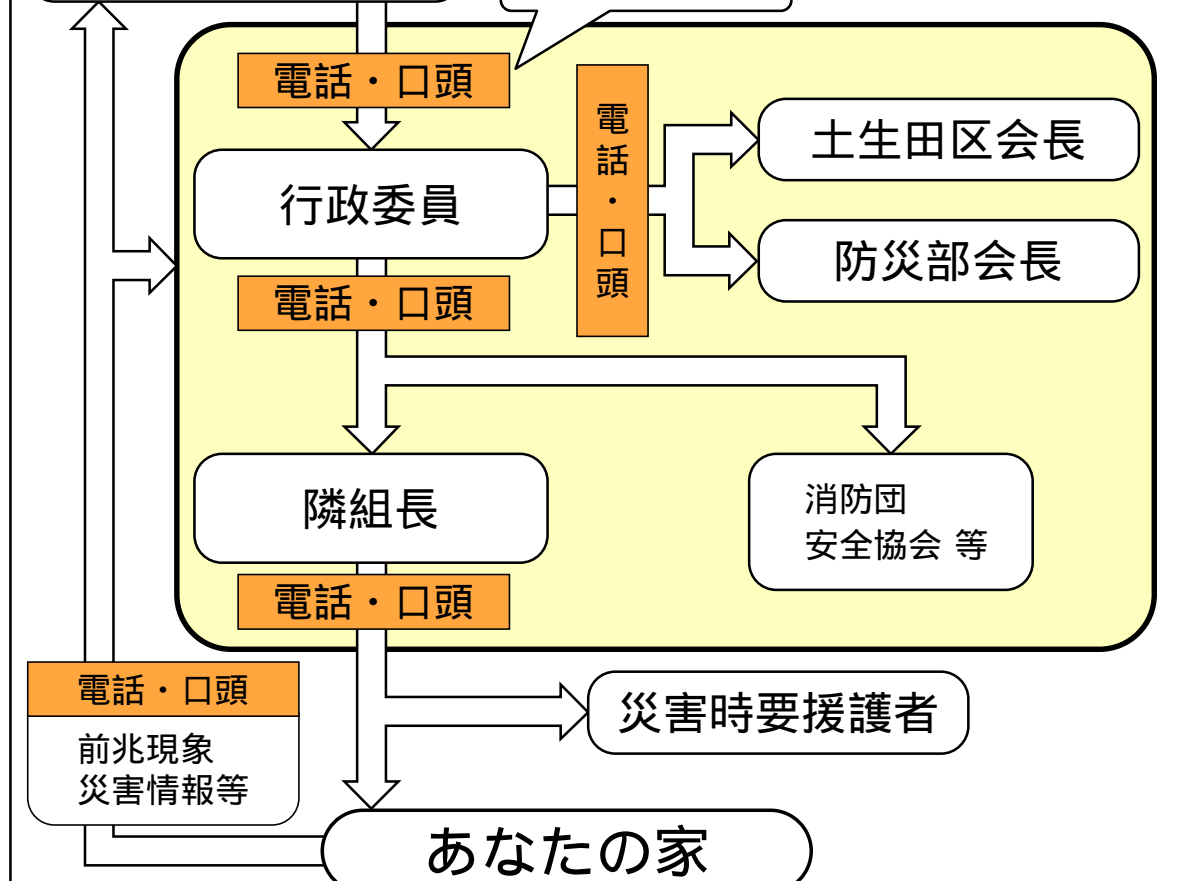 電話・口頭
電話・口頭
土生田区会長
行政委員
防災部会長
電話・口頭
隣組長
消防団
安全協会 等
電話・口頭
電話・口頭
前兆現象
災害情報等
災害時要援護者
あなたの家